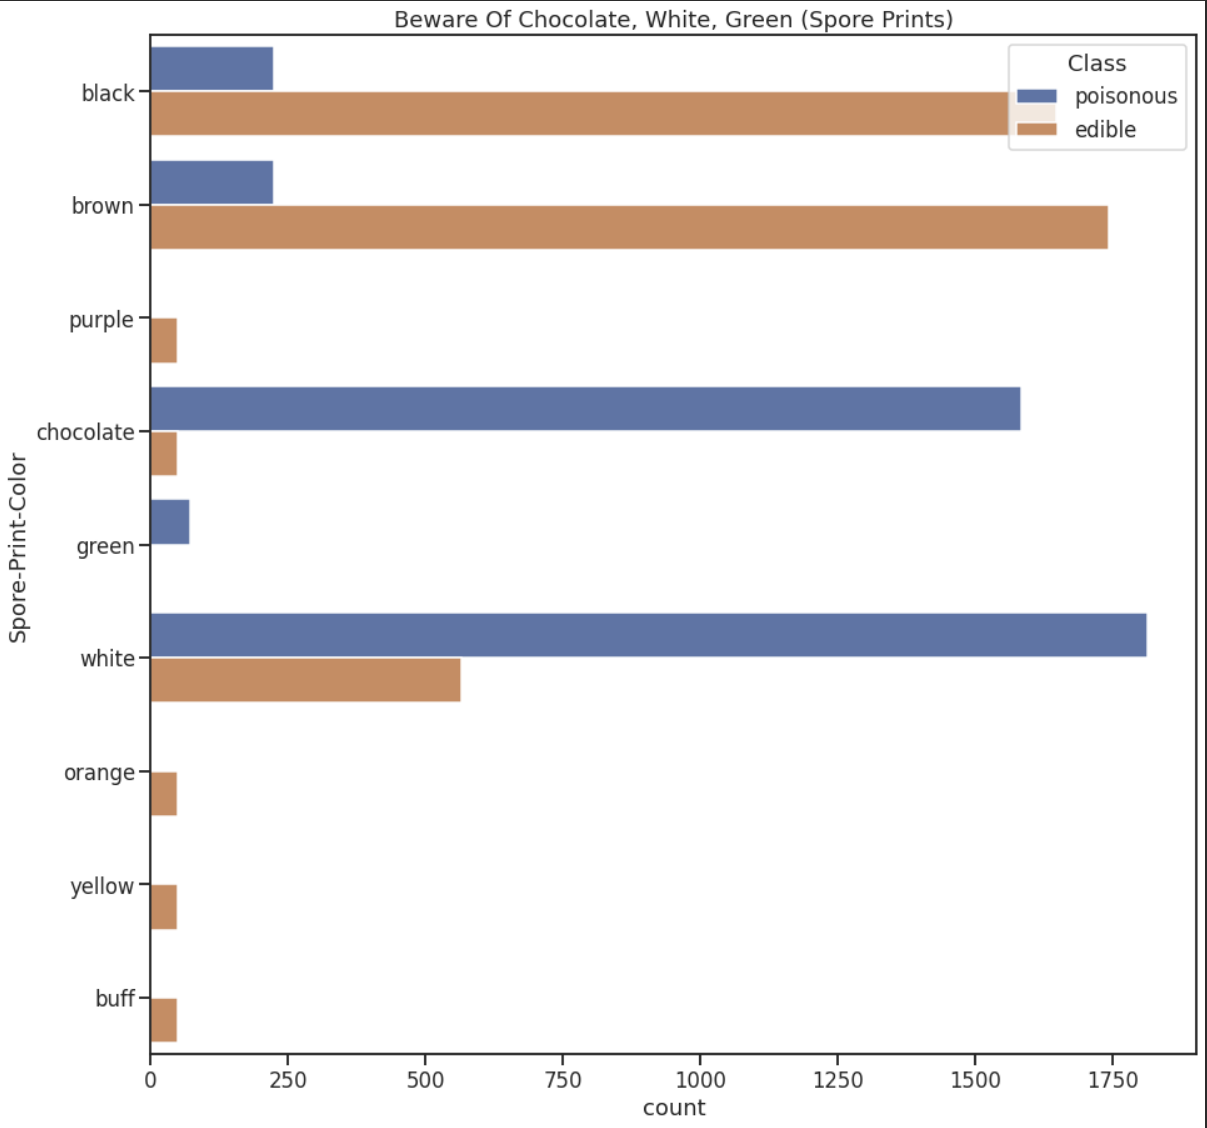 Beware Of Chocolate, White, Green (Spore Prints)
Class
poisonous
edible
Spore-Print-Color
black
brown
purple
chocolate
green
white
orange
yellow
buff
0 250 500 750 1000 1250 1500 1750
count